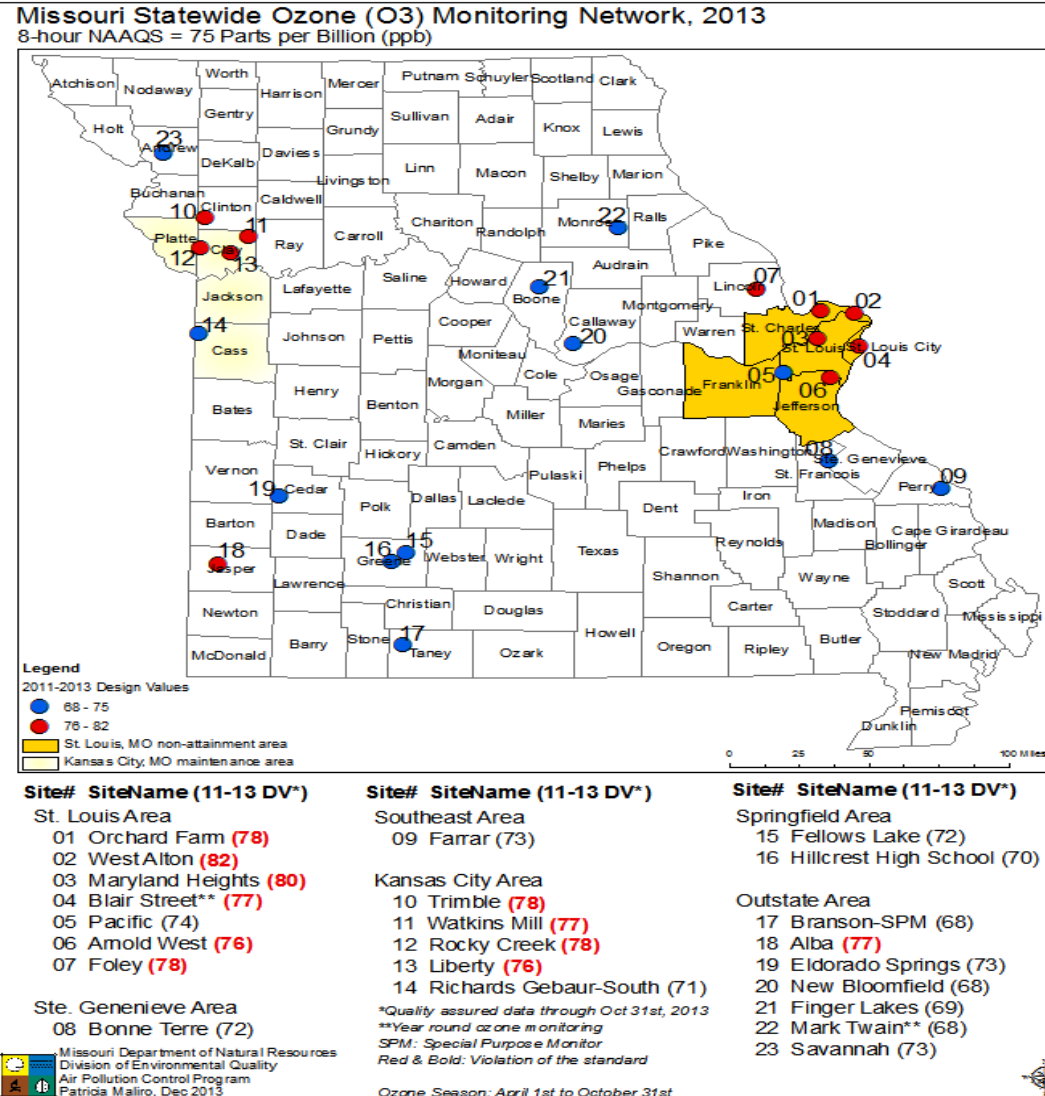 Missouri Statewide Ozone (O3) Monitoring Network, 2013
8-hour NAAQS = 75 Parts per Billion (ppb)
Atchison Nodaway Worth Harrison Mercer Putnam Schuyler Scotland Clark
Holt Andrew Gentry Grundy Sullivan Adair Knox Lewis
23
DeKalb Daviess Livingston Linn Macon Shelby Marion
Buchanan Clinton Caldwell Chariton Randolph Monroe Ralls
10 11 22
Platte Clay Ray Carroll Pike
12 13
Saline Howard Audrain
Jackson Lafayette Boone Lincoln
21 07
Cooper Callaway Montgomery 01 02
14 Cass Johnson Pettis Warren St. Charles
20 03 St. Louis St. Louis City
Moniteau 04
Henry Morgan Cole Osage Gasconade Franklin 05
Bates Benton Miller 06 Jefferson
Maries
St. Clair Hickory Camden Crawford Washington 08 Ste. Genevieve
Vernon Pulaski Phelps St. Francois
19 Cedar Dallas Laclede Iron Perry 09
Polk Dent
Barton Dade Madison Cape Girardeau
18 16 15 Reynolds Bollinger
Jasper Greene Webster Wright Texas
Lawrence Shannon Wayne Scott
Newton Christian Douglas Carter Stoddard Mississippi
Barry Stone 17 Howell
McDonald Taney Ozark Oregon Ripley Butler New Madrid
Pemiscot
Dunklin
Legend
2011-2013 Design Values
68 - 75
76 - 82
St. Louis, MO non-attainment area
Kansas City, MO maintenance area
0 25 50 100 Miles
Site# SiteName (11-13 DV*)
St. Louis Area
01 Orchard Farm (78)
02 West Alton (82)
03 Maryland Heights (80)
04 Blair Street** (77)
05 Pacific (74)
06 Arnold West (76)
07 Foley (78)
Ste. Genenieve Area
08 Bonne Terre (72)
Site# SiteName (11-13 DV*)
Southeast Area
09 Farrar (73)
Kansas City Area
10 Trimble (78)
11 Watkins Mill (77)
12 Rocky Creek (78)
13 Liberty (76)
14 Richards Gebaur-South (71)
*Quality assured data through Oct 31st, 2013
**Year round ozone monitoring
SPM: Special Purpose Monitor
Red & Bold: Violation of the standard
Ozone Season: April 1st to October 31st
Site# SiteName (11-13 DV*)
Springfield Area
15 Fellows Lake (72)
16 Hillcrest High School (70)
Outstate Area
17 Branson-SPM (68)
18 Alba (77)
19 Eldorado Springs (73)
20 New Bloomfield (68)
21 Finger Lakes (69)
22 Mark Twain** (68)
23 Savannah (73)
Missouri Department of Natural Resources
Division of Environmental Quality
Air Pollution Control Program
Patricia Maliro, Dec 2013